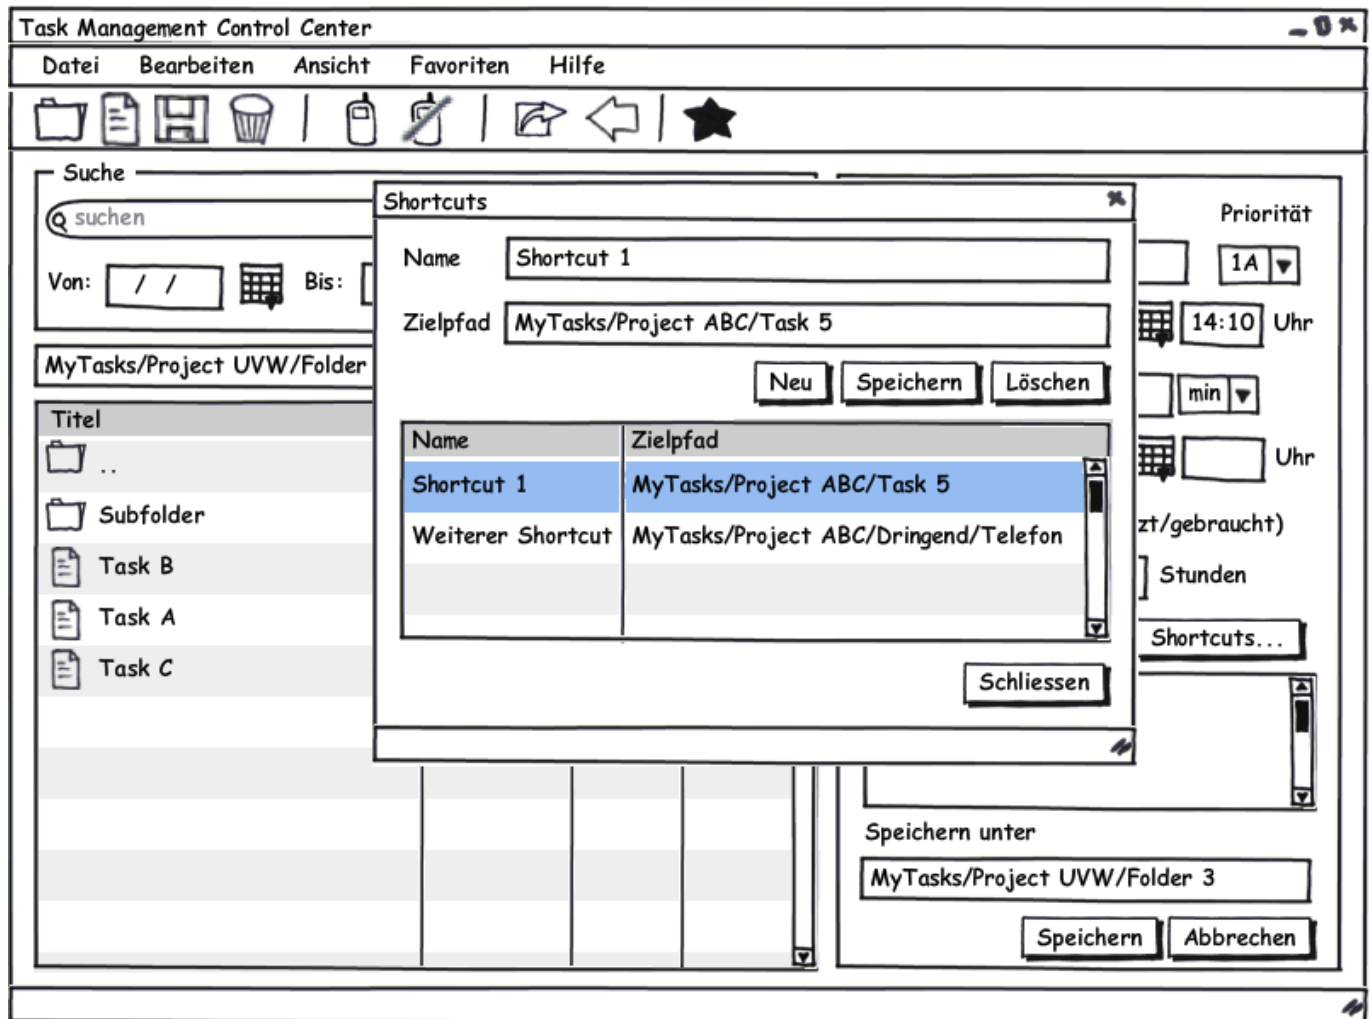 Task Management Control Center
Datei Bearbeiten Ansicht Favoriten Hilfe
Suche
suchen
Von: / / Bis:
MyTasks/Project UVW/Folder
Titel
..
Subfolder
Task B
Task A
Task C
Shortcuts
Name Shortcut 1
Zielpfad MyTasks/Project ABC/Task 5
Neu Speichern Löschen
Name Zielpfad
Shortcut 1 MyTasks/Project ABC/Task 5
Weiterer Shortcut MyTasks/Project ABC/Dringend/Telefon
Schliessen
Priorität
1A
14:10 Uhr
min
Uhr
zt/gebraucht)
Stunden
Shortcuts...
Speichern unter
MyTasks/Project UVW/Folder 3
Speichern Abbrechen